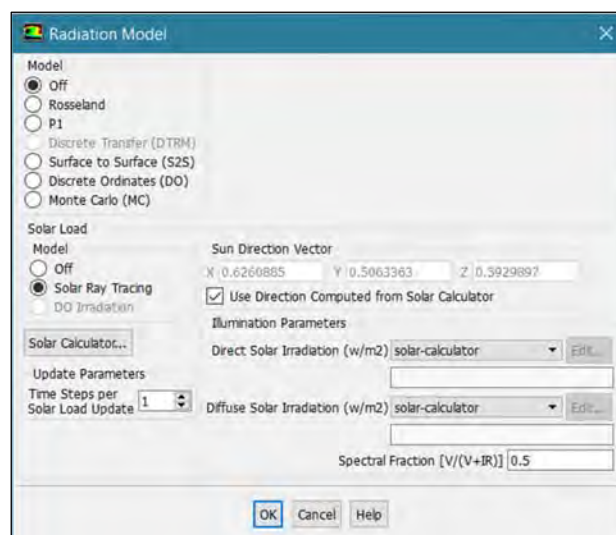 Radiation Model
Model
Off
Rosseland
P1
Discrete Transfer (DTRM)
Surface to Surface (S2S)
Discrete Ordinates (DO)
Monte Carlo (MC)
Solar Load
Model
Off
Solar Ray Tracing
DO Irradiation
Solar Calculator...
Update Parameters
Time Steps per
Solar Load Update 1
Sun Direction Vector
X 0.6260885 Y 0.5063363 Z 0.5929897
Use Direction Computed from Solar Calculator
Illumination Parameters
Direct Solar Irradiation (w/m2) solar-calculator Edit...
Diffuse Solar Irradiation (w/m2) solar-calculator Edit...
Spectral Fraction [V/(V+IR)] 0.5
OK Cancel Help